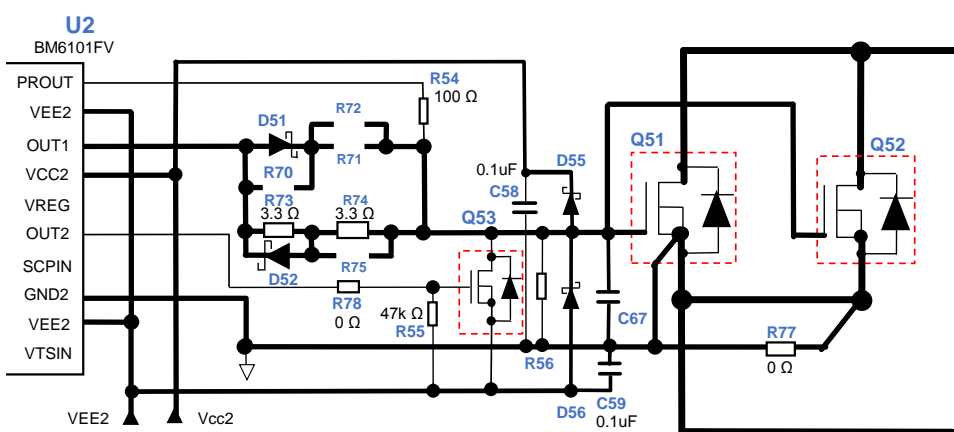 U2
BM6101FV
PROUT
VEE2
OUT1
VCC2
VREG
OUT2
SCPIN
GND2
VEE2
VTSIN
VEE2
Vcc2
R54
100 Ω
D51
R72
R71
R70
R73
3.3 Ω
R74
3.3 Ω
D52
R75
R78
0 Ω
47k Ω
R55
Q53
0.1uF
C58
D55
R56
D56
C67
C59
0.1uF
Q51
Q52
R77
0 Ω